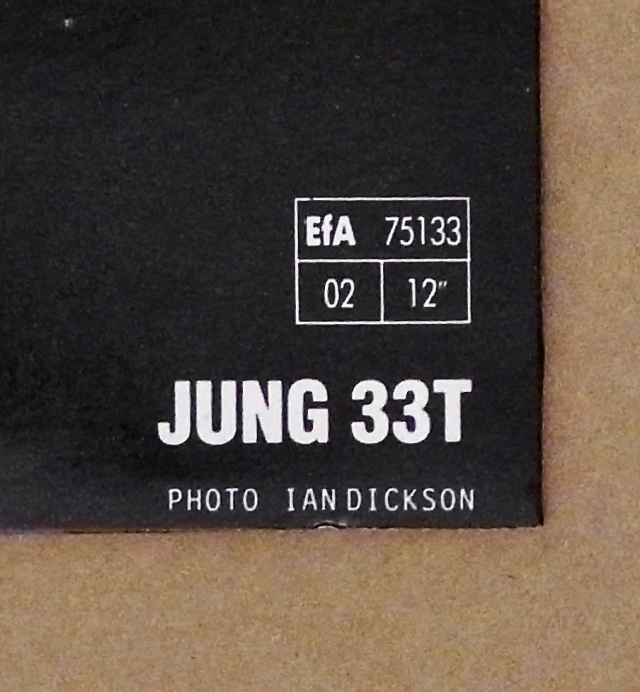 EfA 75133
02 12"
JUNG 33T
PHOTO IAN DICKSON